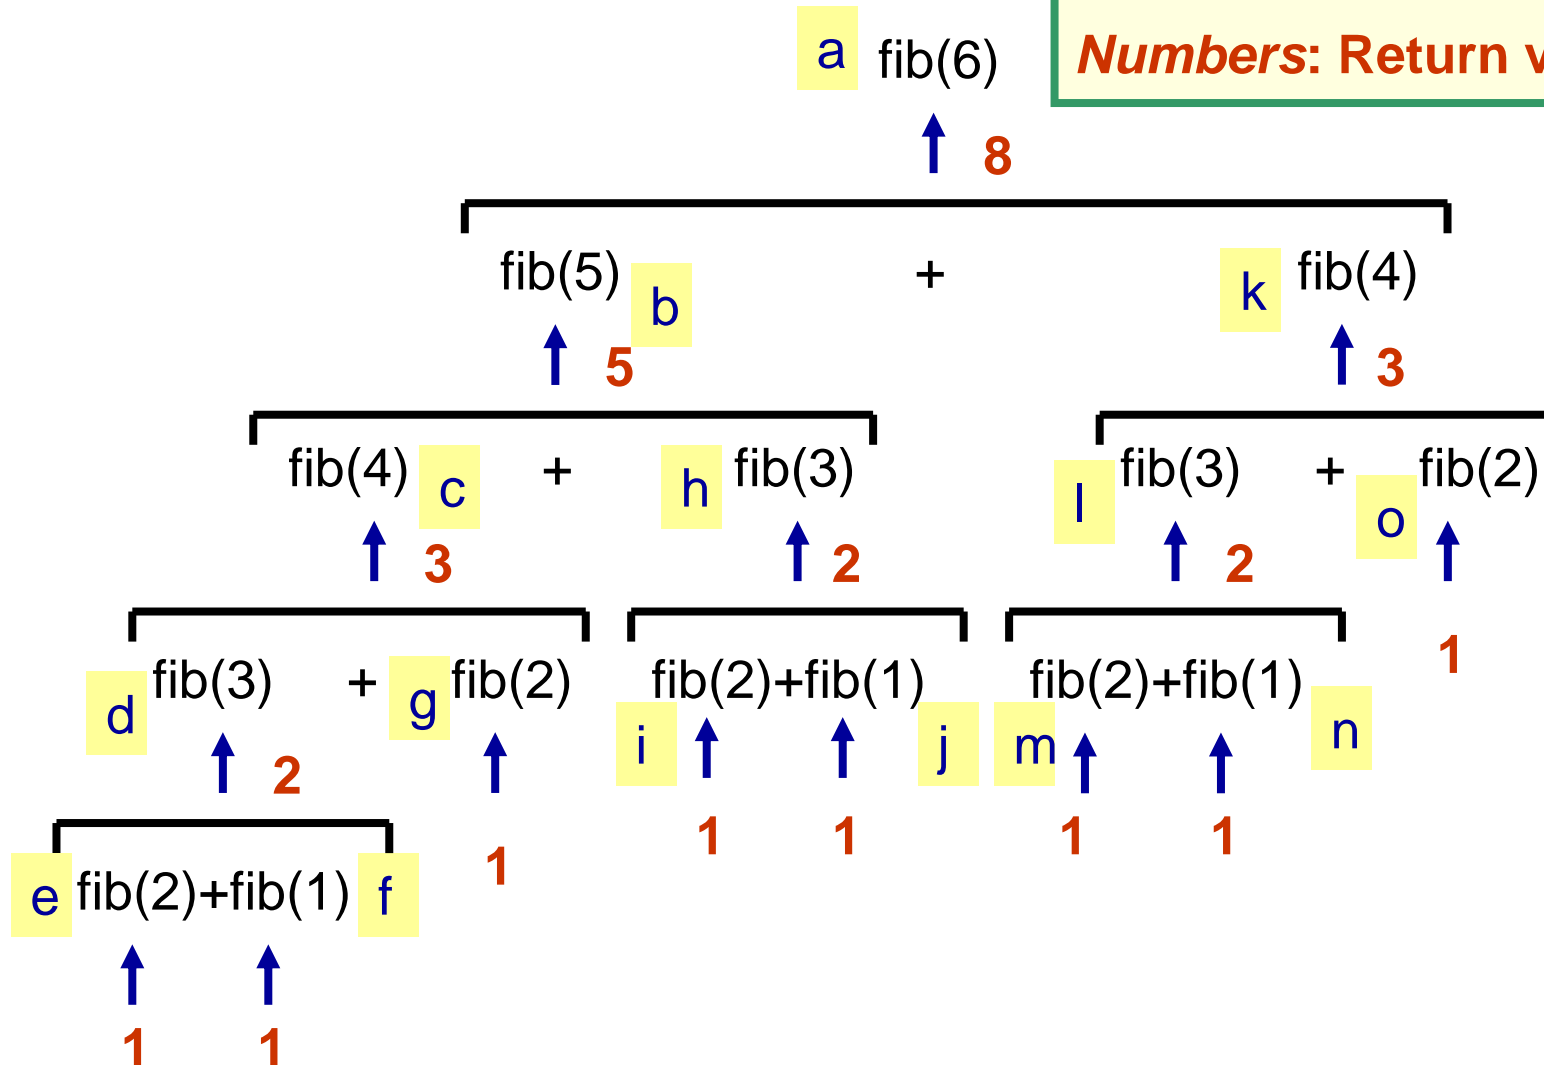 a fib(6)
Numbers: Return
8
fib(5) b + k fib(4)
5 3
fib(4) c + h fib(3) l fib(3) + o fib(2)
3 2 2
1
d fib(3) + g fib(2) i fib(2)+fib(1) j m fib(2)+fib(1) n
2
1 1 1 1 1
e fib(2)+fib(1) f
1 1